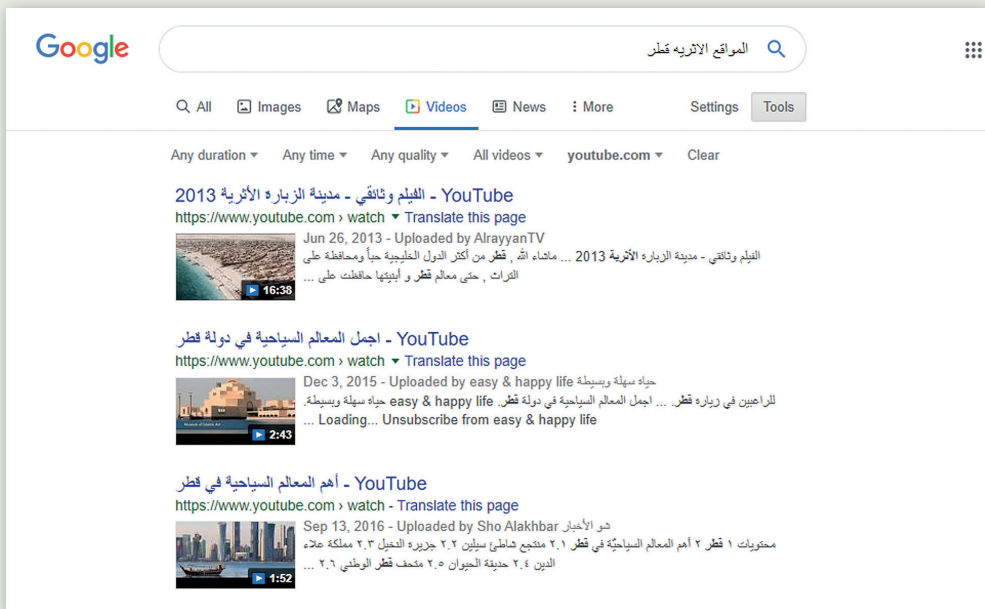 Google
المواقع الاثريه قطر
All Images Maps Videos News More Settings Tools
Any duration Any time Any quality All videos youtube.com Clear
الفيلم وثائقي - مدينة الزباره الأثرية 2013 - YouTube
https://www.youtube.com › watch Translate this page
Jun 26, 2013 - Uploaded by AlrayyanTV
الفيلم وثائقي - مدينة الزباره الأثرية 2013 ... ماشاء الله , قطر من أكثر الدول الخليجية حباً ومحافظة على
التراث , حتى معالم قطر و أبنيتها حافظت على ...
16:38
اجمل المعالم السياحية في دولة قطر - YouTube
https://www.youtube.com › watch Translate this page
Dec 3, 2015 - Uploaded by easy & happy life حياه سهلة وبسيطة
للراغبين في زياره قطر. ... اجمل المعالم السياحية في دولة قطر. easy & happy life حياه سهلة وبسيطة.
... Loading... Unsubscribe from easy & happy life
Museum of Islamic Art
2:43
أهم المعالم السياحية في قطر - YouTube
https://www.youtube.com › watch - Translate this page
Sep 13, 2016 - Uploaded by Sho Alakhbar شو الأخبار
محتويات ١ قطر ٢ أهم المعالم السياحيّة في قطر ٢.١ منتجع شاطئ سيلين ٢.٢ جزيره النخيل ٢.٣ مملكة علاء
الدين ٢.٤ حديقة الحيوان ٢.٥ متحف قطر الوطني ٢.٦ ...
1:52